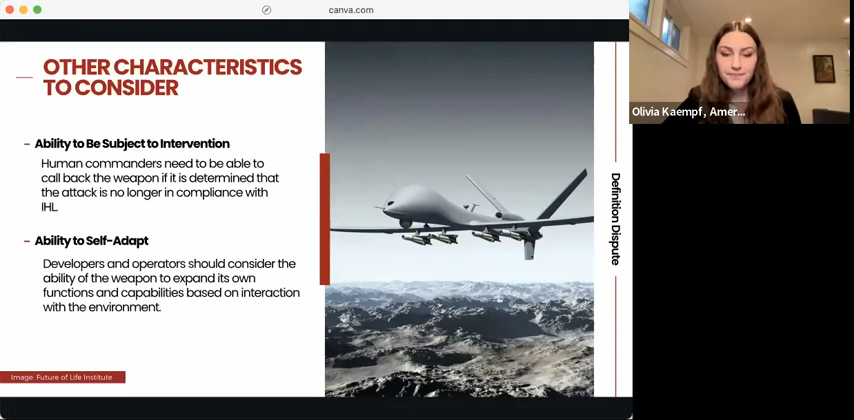 canva.com
OTHER CHARACTERISTICS
TO CONSIDER
– Ability to Be Subject to Intervention
Human commanders need to be able to
call back the weapon if it is determined that
the attack is no longer in compliance with
IHL.
– Ability to Self-Adapt
Developers and operators should consider the
ability of the weapon to expand its own
functions and capabilities based on interaction
with the environment.
Image: Future of Life Institute
Definition Dispute
Olivia Kaempf, Amer...